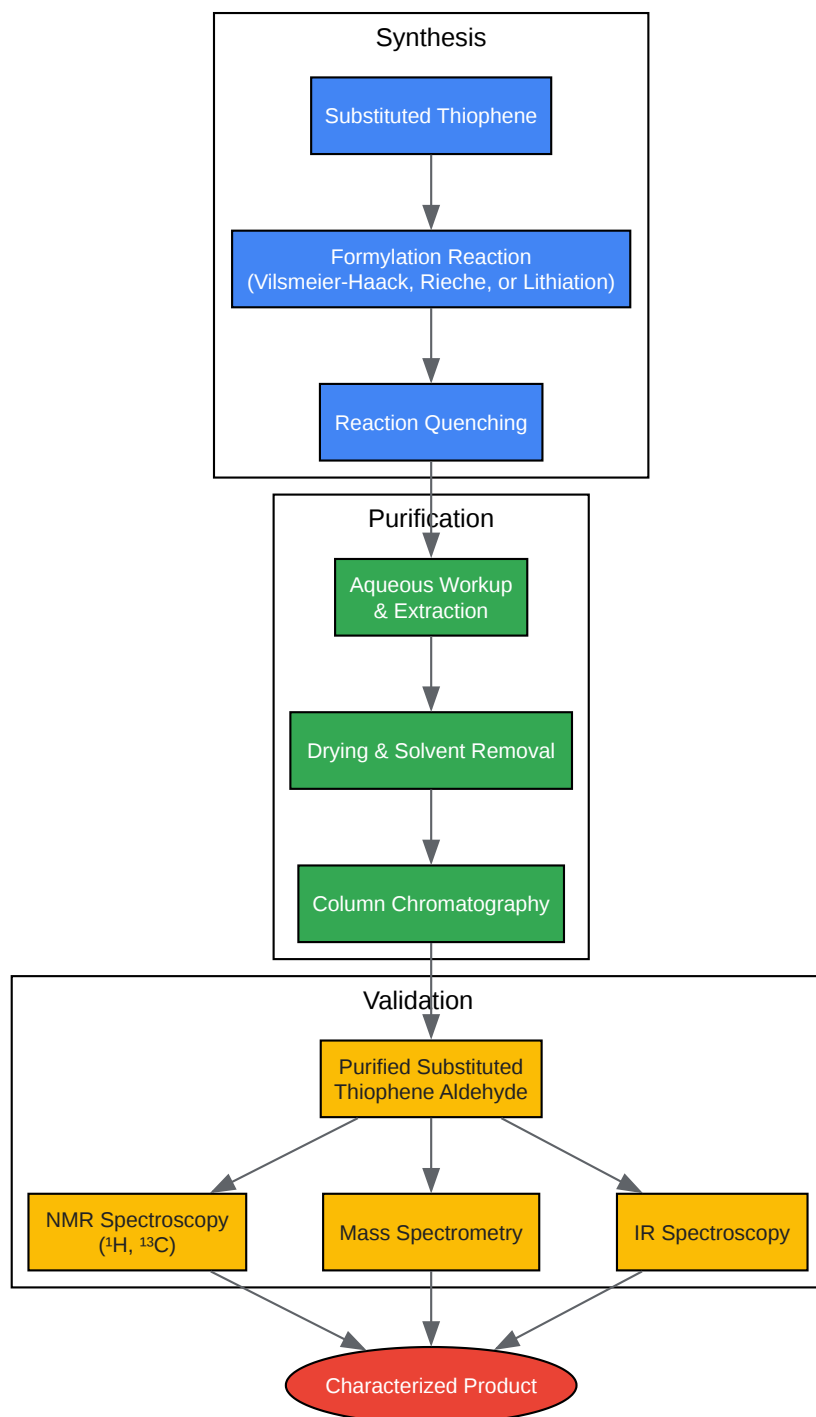 Synthesis
Substituted Thiophene
Formylation Reaction
(Vilsmeier-Haack, Rieche, or Lithiation)
Reaction Quenching
Purification
Aqueous Workup
& Extraction
Drying & Solvent Removal
Column Chromatography
Validation
Purified Substituted
Thiophene Aldehyde
NMR Spectroscopy
(¹H, ¹³C)
Mass Spectrometry
IR Spectroscopy
Characterized Product